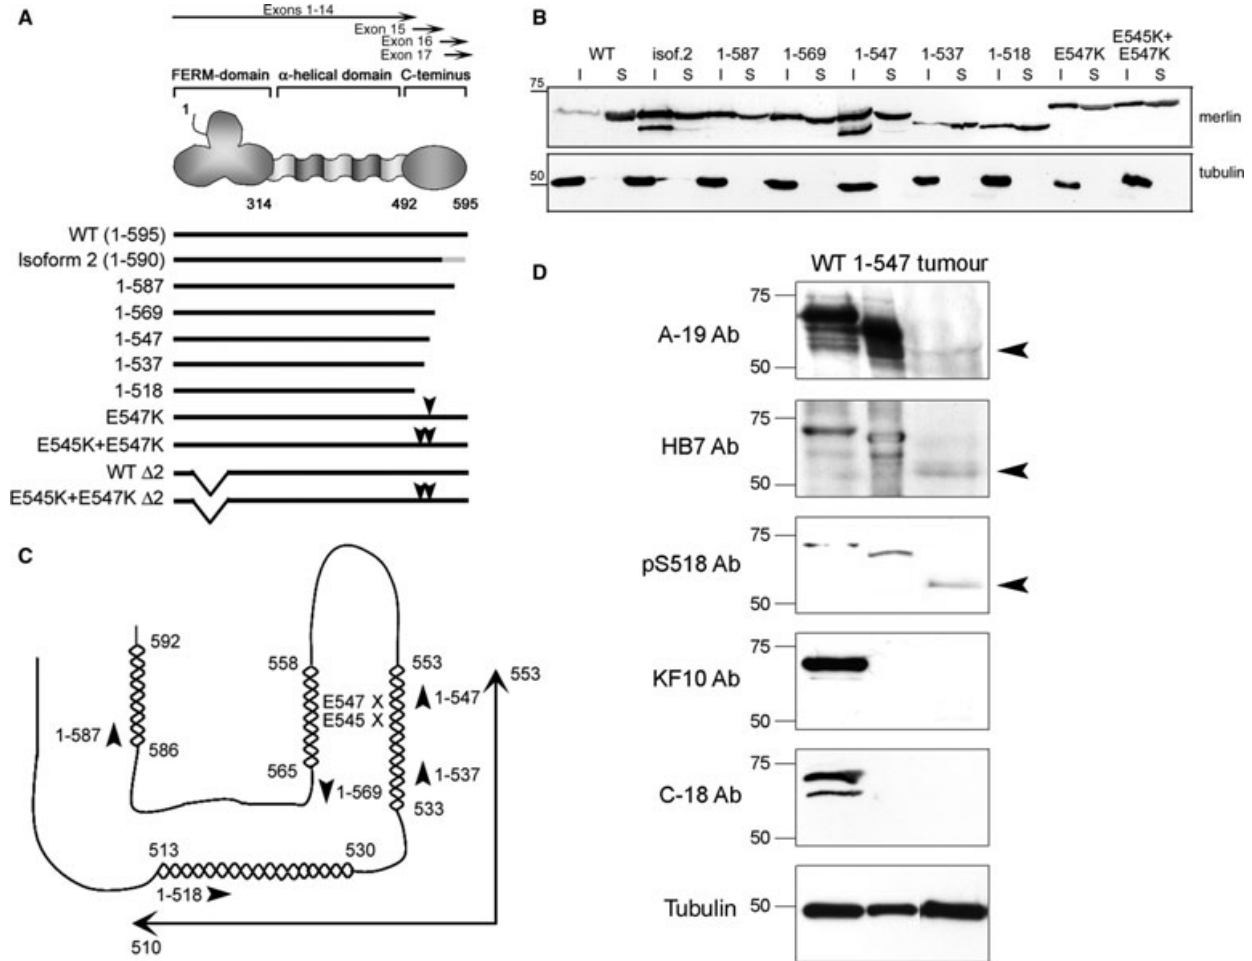 A
Exons 1-14
Exon 15
Exon 16
Exon 17
FERM-domain α-helical domain C-teminus
1
314 492 595
WT (1-595)
Isoform 2 (1-590)
1-587
1-569
1-547
1-537
1-518
E547K
E545K+E547K
WT Δ2
E545K+E547K Δ2
B
WT isof.2 1-587 1-569 1-547 1-537 1-518 E547K E545K+
E547K
I S I S I S I S I S I S I S I S I S
75
merlin
50
tubulin
C
592
558
553
553
E547 X
E545 X
1-547
1-587
586
565
1-569
1-537
533
513
530
1-518
510
D
WT 1-547 tumour
75
A-19 Ab
50
75
HB7 Ab
50
75
pS518 Ab
50
75
KF10 Ab
50
75
C-18 Ab
50
Tubulin 50